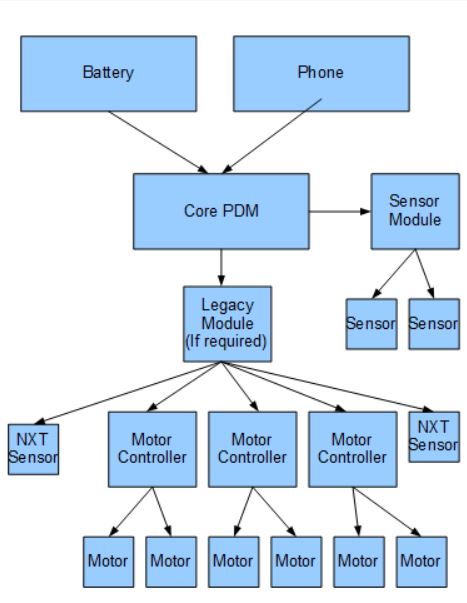 Battery
Phone
Core PDM
Sensor
Module
Legacy
Module
(If required)
Sensor
Sensor
NXT
Sensor
Motor
Controller
Motor
Controller
Motor
Controller
NXT
Sensor
Motor
Motor
Motor
Motor
Motor
Motor